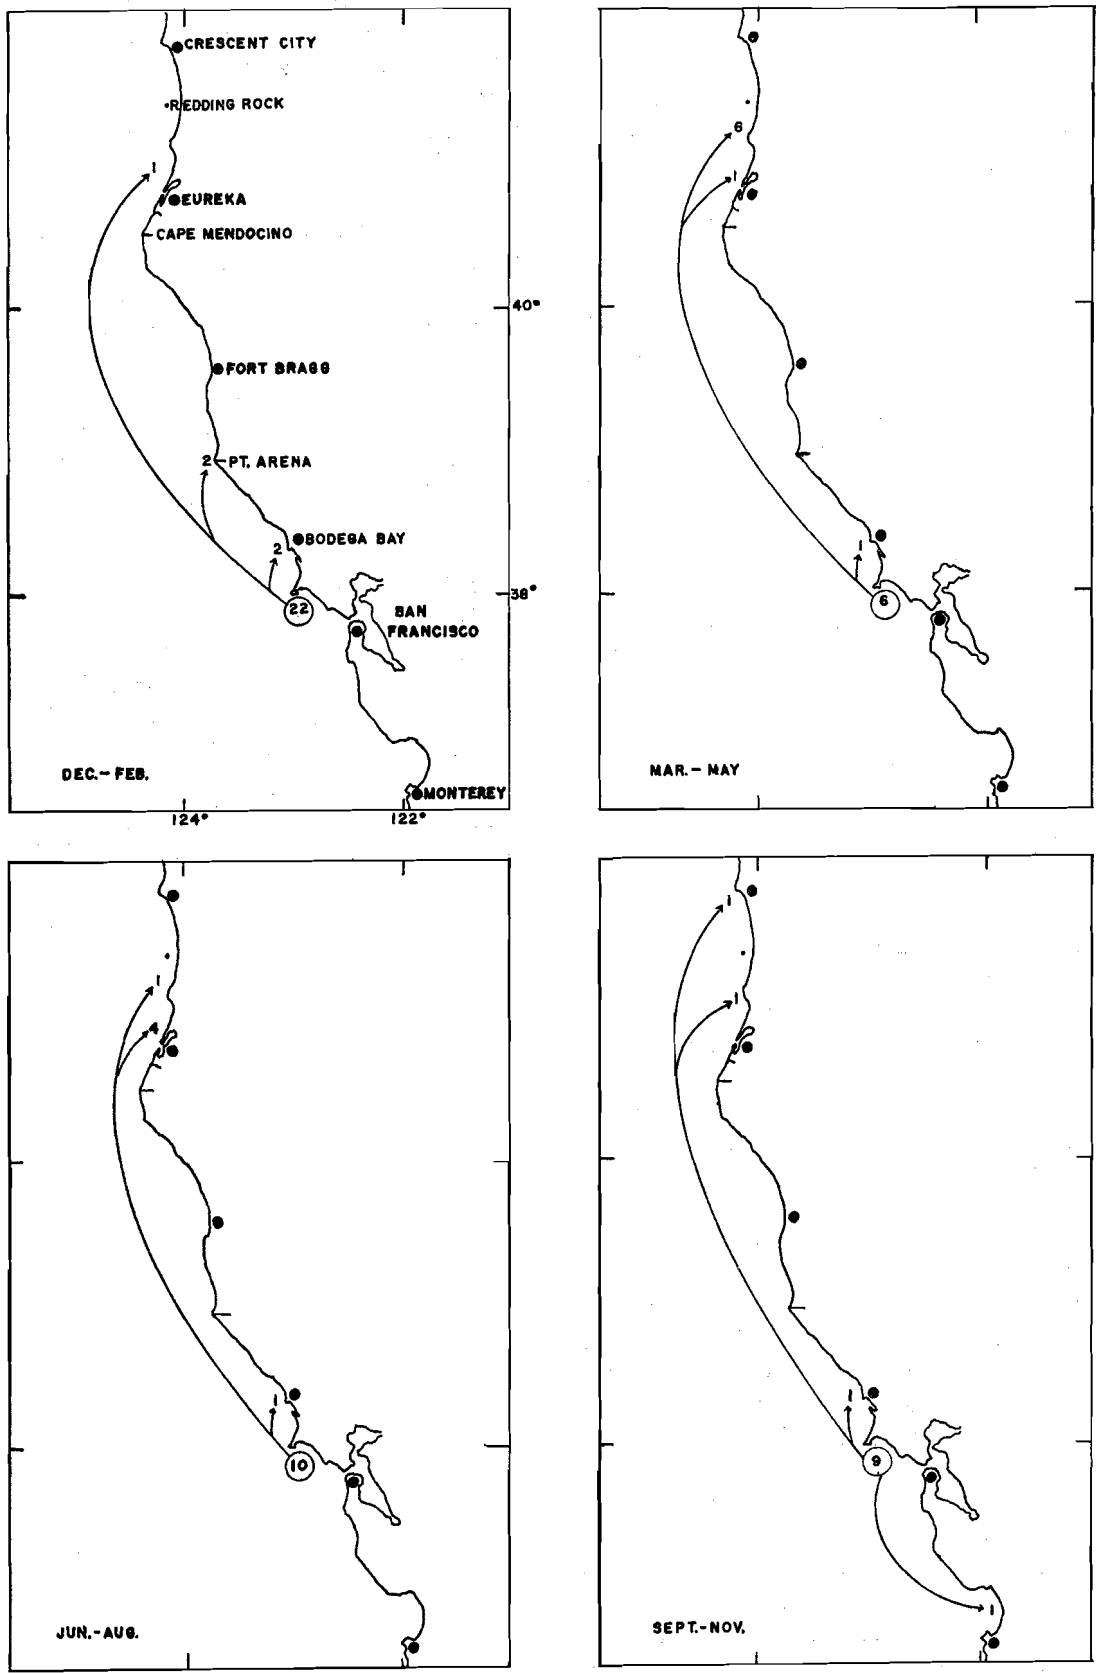 CRESCENT CITY
REDDING ROCK
1
EUREKA
CAPE MENDOCINO
40°
FORT BRAGG
2 PT. ARENA
BODEGA BAY
2
38°
22
SAN
FRANCISCO
DEC.-FEB.
MONTEREY
124°
122°
6
1
1
6
MAR.-MAY
1
4
1
10
JUN.-AUG.
1
1
1
9
1
SEPT.-NOV.